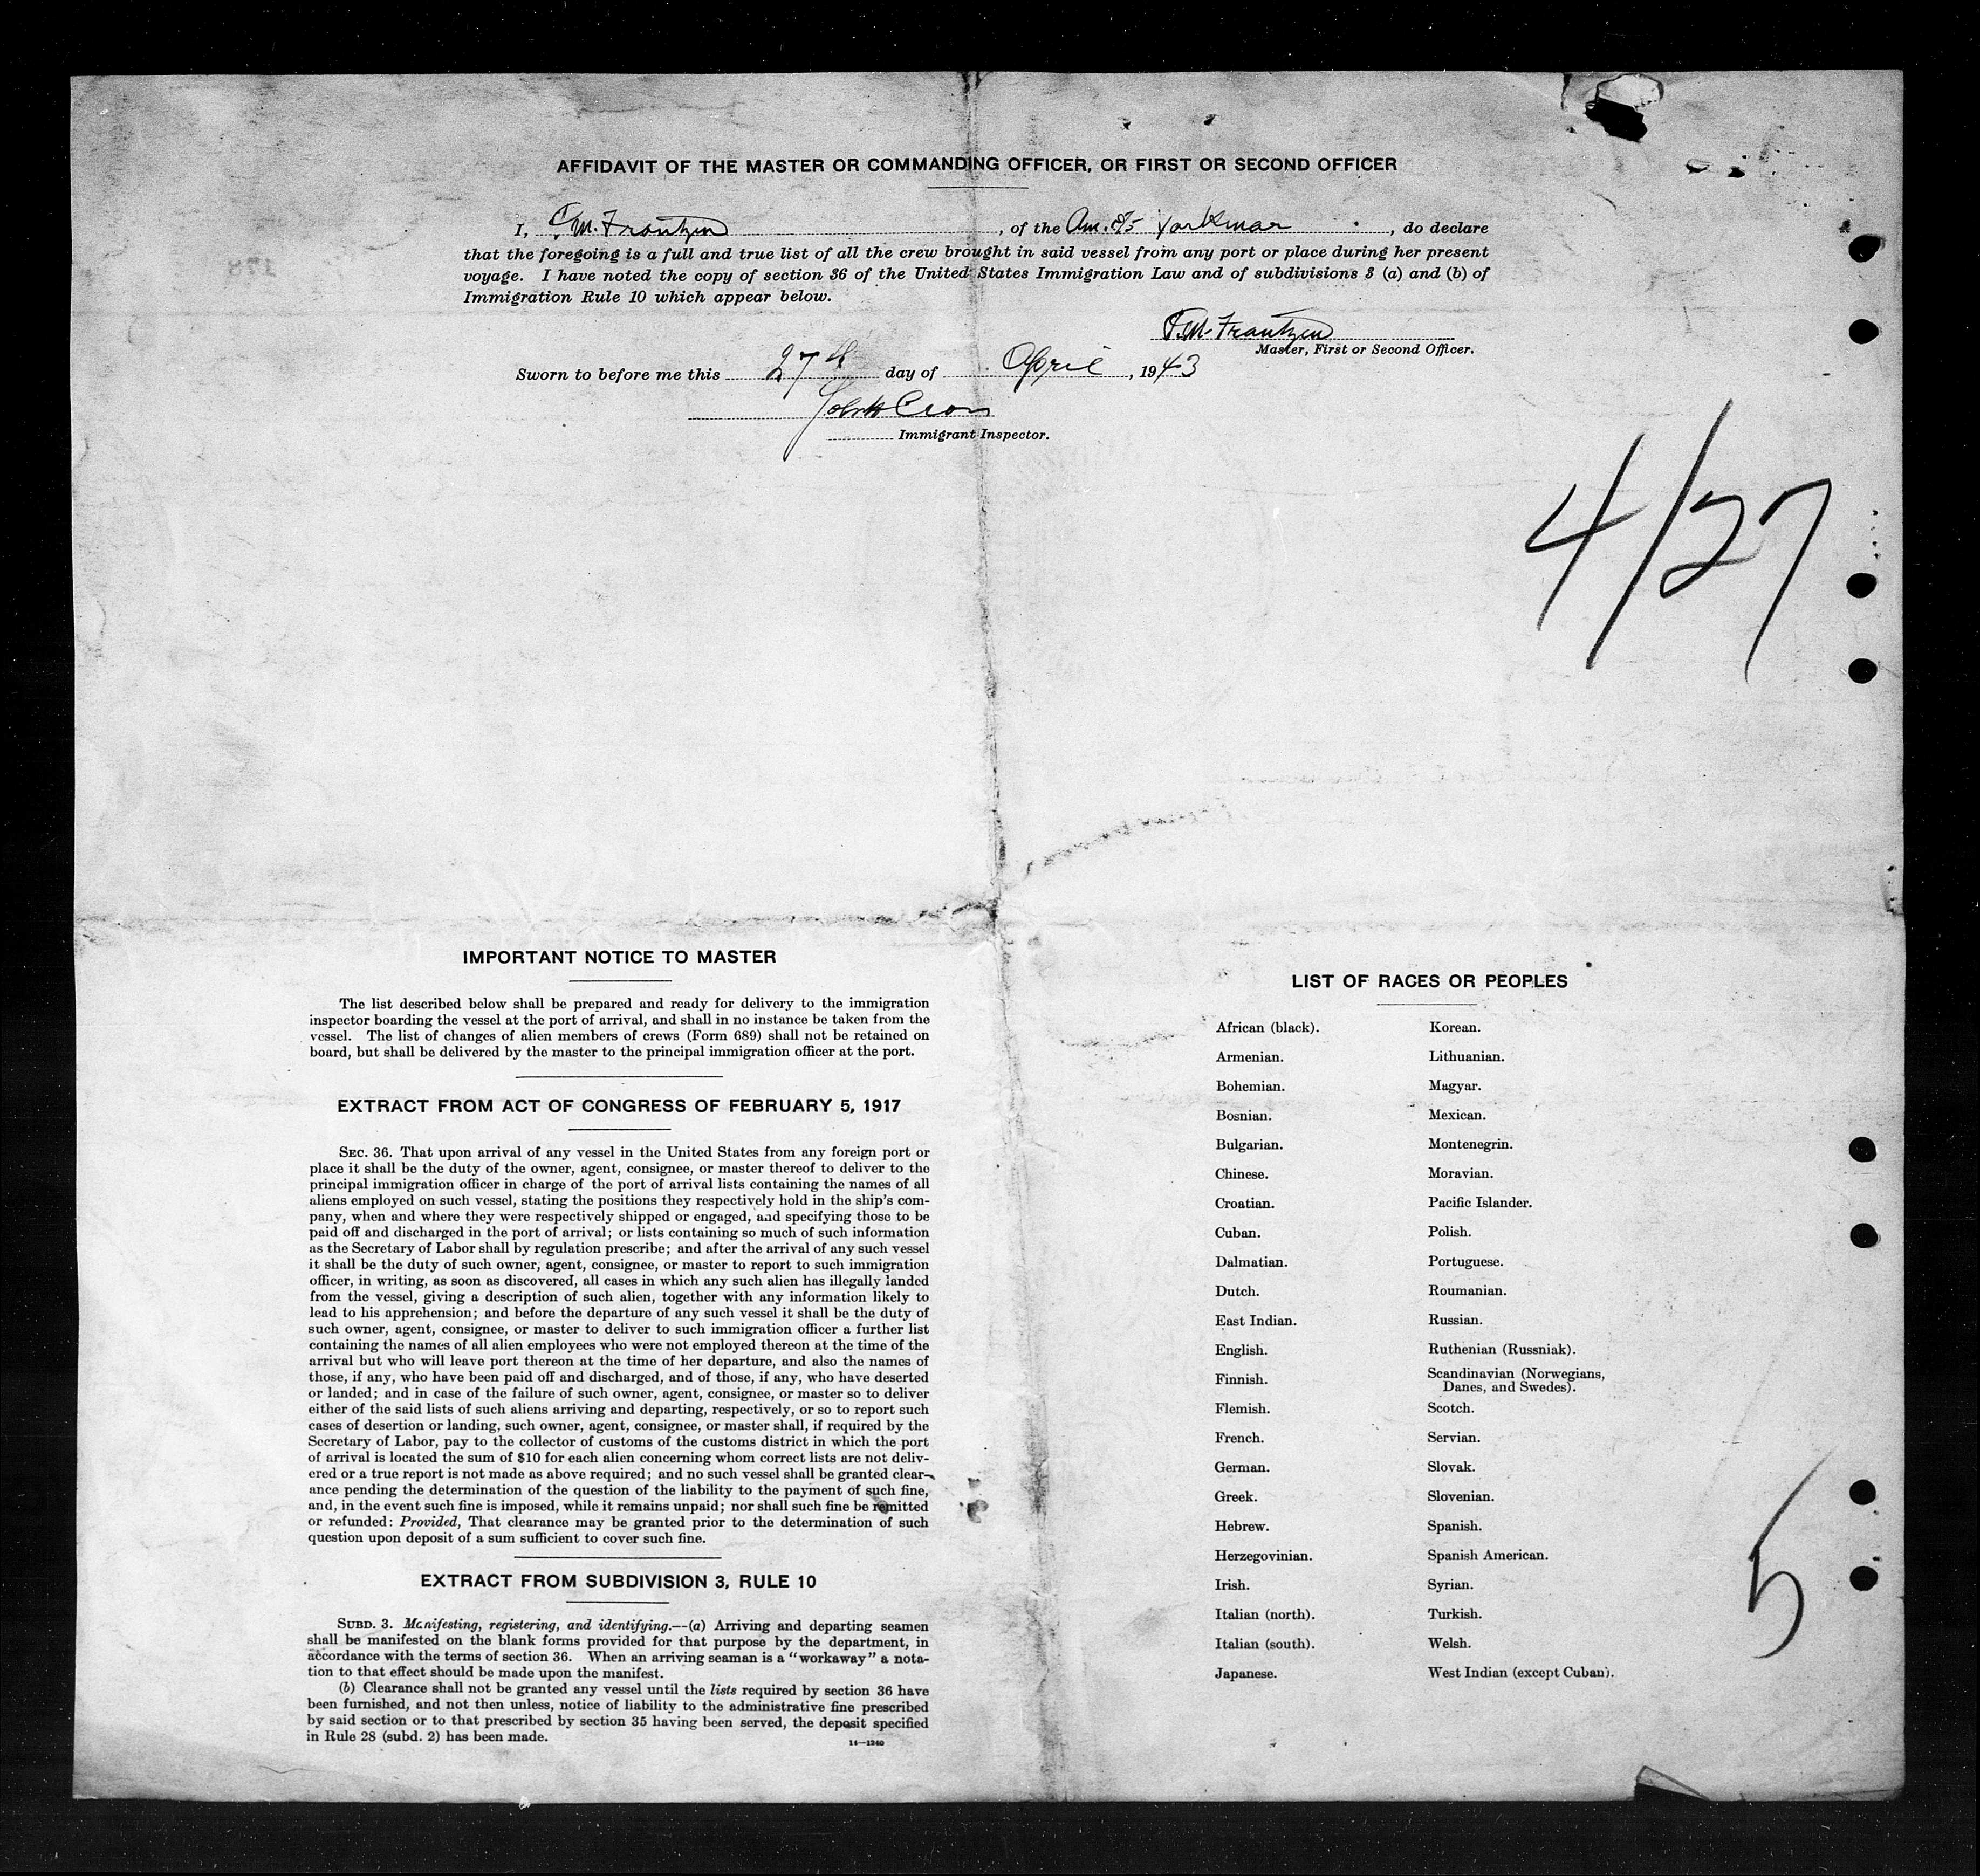 AFFIDAVIT OF THE MASTER OR COMMANDING OFFICER, OR FIRST OR SECOND OFFICER
I, T.M. Frantzen, of the Am. S/S Yorkmar, do declare
that the foregoing is a full and true list of all the crew brought in said vessel from any port or place during her present
voyage. I have noted the copy of section 36 of the United States Immigration Law and of subdivisions 3 (a) and (b) of
Immigration Rule 10 which appear below.
T.M. Frantzen
Master, First or Second Officer.
Sworn to before me this 27th day of April, 1943
Immigrant Inspector.
4/27
IMPORTANT NOTICE TO MASTER
The list described below shall be prepared and ready for delivery to the immigration
inspector boarding the vessel at the port of arrival, and shall in no instance be taken from the
vessel. The list of changes of alien members of crews (Form 689) shall not be retained on
board, but shall be delivered by the master to the principal immigration officer at the port.
EXTRACT FROM ACT OF CONGRESS OF FEBRUARY 5, 1917
SEC. 36. That upon arrival of any vessel in the United States from any foreign port or
place it shall be the duty of the owner, agent, consignee, or master thereof to deliver to the
principal immigration officer in charge of the port of arrival lists containing the names of all
aliens employed on such vessel, stating the positions they respectively hold in the ship's com-
pany, when and where they were respectively shipped or engaged, and specifying those to be
paid off and discharged in the port of arrival; or lists containing so much of such information
as the Secretary of Labor shall by regulation prescribe; and after the arrival of any such vessel
it shall be the duty of such owner, agent, consignee, or master to report to such immigration
officer, in writing, as soon as discovered, all cases in which any such alien has illegally landed
from the vessel, giving a description of such alien, together with any information likely to
lead to his apprehension; and before the departure of any such vessel it shall be the duty of
such owner, agent, consignee, or master to deliver to such immigration officer a further list
containing the names of all alien employees who were not employed thereon at the time of the
arrival but who will leave port thereon at the time of her departure, and also the names of
those, if any, who have been paid off and discharged, and of those, if any, who have deserted
or landed; and in case of the failure of such owner, agent, consignee, or master so to deliver
either of the said lists of such aliens arriving and departing, respectively, or so to report such
cases of desertion or landing, such owner, agent, consignee, or master shall, if required by the
Secretary of Labor, pay to the collector of customs of the customs district in which the port
of arrival is located the sum of $10 for each alien concerning whom correct lists are not deliv-
ered or a true report is not made as above required; and no such vessel shall be granted clear-
ance pending the determination of the question of the liability to the payment of such fine,
and, in the event such fine is imposed, while it remains unpaid; nor shall such fine be remitted
or refunded: Provided, That clearance may be granted prior to the determination of such
question upon deposit of a sum sufficient to cover such fine.
EXTRACT FROM SUBDIVISION 3, RULE 10
SUBD. 3. Manifesting, registering, and identifying.—(a) Arriving and departing seamen
shall be manifested on the blank forms provided for that purpose by the department, in
accordance with the terms of section 36. When an arriving seaman is a "workaway" a nota-
tion to that effect should be made upon the manifest.
(b) Clearance shall not be granted any vessel until the lists required by section 36 have
been furnished, and not then unless, notice of liability to the administrative fine prescribed
by said section or to that prescribed by section 35 having been served, the deposit specified
in Rule 28 (subd. 2) has been made.
14—1240
LIST OF RACES OR PEOPLES
African (black).
Armenian.
Bohemian.
Bosnian.
Bulgarian.
Chinese.
Croatian.
Cuban.
Dalmatian.
Dutch.
East Indian.
English.
Finnish.
Flemish.
French.
German.
Greek.
Hebrew.
Herzegovinian.
Irish.
Italian (north).
Italian (south).
Japanese.
Korean.
Lithuanian.
Magyar.
Mexican.
Montenegrin.
Moravian.
Pacific Islander.
Polish.
Portuguese.
Roumanian.
Russian.
Ruthenian (Russniak).
Scandinavian (Norwegians,
Danes, and Swedes).
Scotch.
Servian.
Slovak.
Slovenian.
Spanish.
Spanish American.
Syrian.
Turkish.
Welsh.
West Indian (except Cuban).
5